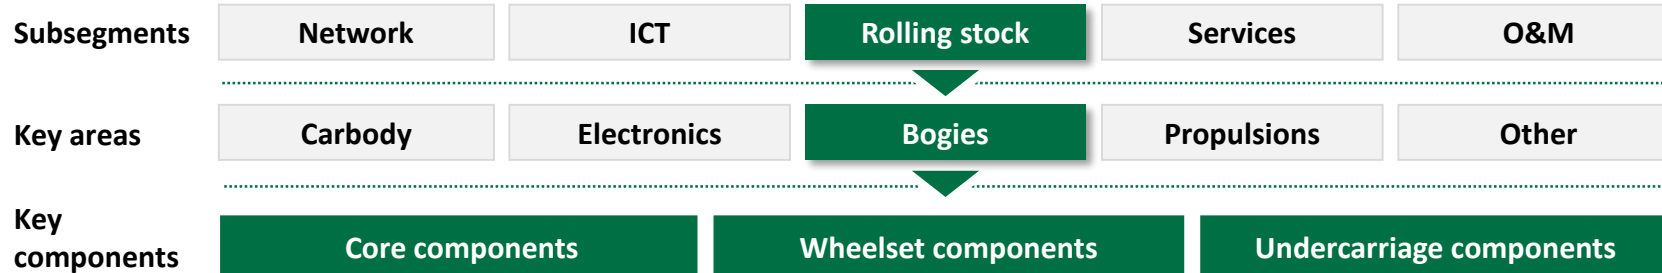 Subsegments Network ICT Rolling stock Services O&M
Key areas Carbody Electronics Bogies Propulsions Other
Key
components Core components Wheelset components Undercarriage components